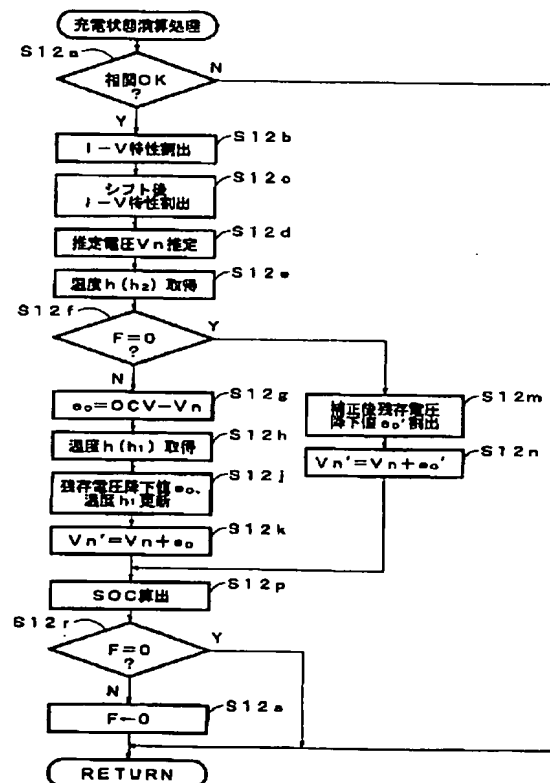 充電状態演算処理
S12a
相関OK
?
N
Y
I-V特性割出
S12b
シフト後
I-V特性割出
S12c
推定電圧Vn推定
S12d
温度h(h₂)取得
S12e
S12f
F=0
?
Y
N
e₀=OCV-Vn
S12g
温度h(h₁)取得
S12h
残存電圧降下値e₀、
温度h₁更新
S12j
Vn'=Vn+e₀
S12k
補正後残存電圧
降下値e₀'割出
S12m
Vn'=Vn+e₀'
S12n
SOC算出
S12p
S12r
F=0
?
Y
N
F←0
S12s
RETURN